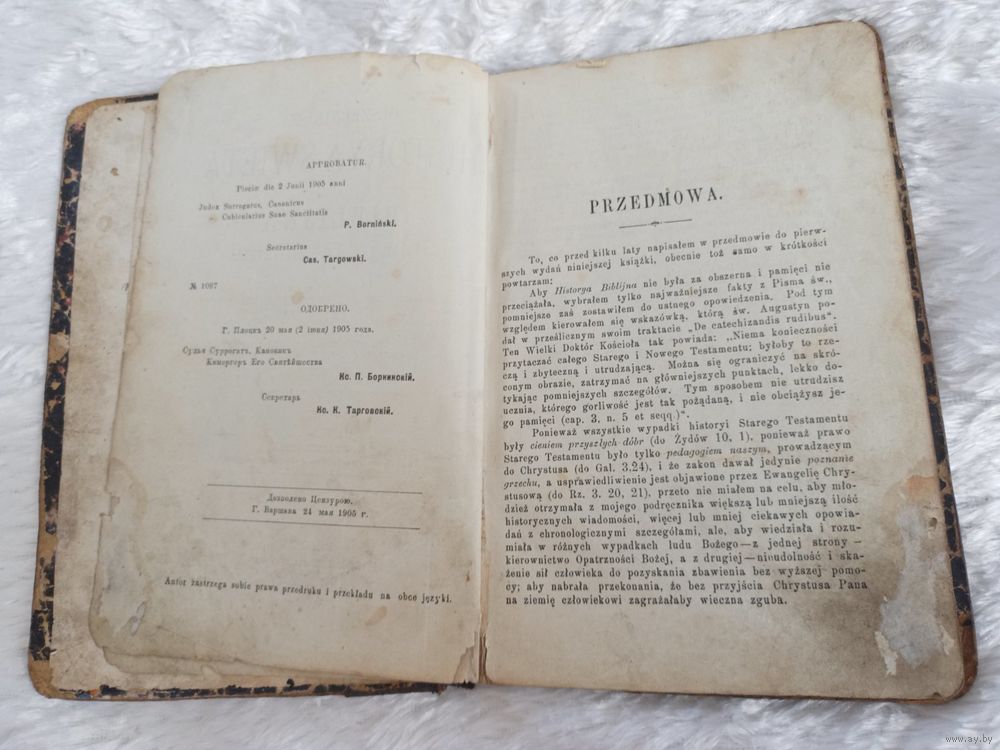 APPROBATUR.
Plociæ die 2 Junii 1905 anni
Judex Surrogatus, Canonicus
Cubicularius Suae Sanctitatis
P. Borniński.
Secretarius
Cas. Targowski.
№ 1087
ОДОБРЕНО.
Г. Плоцкъ 20 мая (2 іюня) 1905 года.
Судья Суррогатъ, Каноникъ
Камергеръ Его Святѣйшества
Кс. П. Борнинскій.
Секретарь
Кс. К. Тарговскій.
Дозволено Цензурою.
Г. Варшава 24 мая 1905 г.
Autor zastrzega sobie prawa przedruku i przekładu na obce języki.
PRZEDMOWA.
To, co przed kilku laty napisałem w przedmowie do pierw-
szych wydań niniejszej książki, obecnie toż samo w krótkości
powtarzam:
Aby Historya Biblijna nie była za obszerna i pamięci nie
przeciążała, wybrałem tylko najważniejsze fakty z Pisma św.,
pomniejsze zaś zostawiłem do ustnego opowiedzenia. Pod tym
względem kierowałem się wskazówką, którą św. Augustyn po-
dał w prześlicznym swoim traktacie „De catechizandis rudibus".
Ten Wielki Doktór Kościoła tak powiada: „Niema konieczności
przytaczać całego Starego i Nowego Testamentu; byłoby to rze-
czą i zbyteczną i utrudzającą. Można się ograniczyć na skró-
conym obrazie, zatrzymać na główniejszych punktach, lekko do-
tykając pomniejszych szczegółów. Tym sposobem nie utrudzisz
ucznia, którego gorliwość jest tak pożądaną, i nie obciążysz je-
go pamięci (cap. 3, n. 5 et seqq.)".
Ponieważ wszystkie wypadki historyi Starego Testamentu
były cieniem przyszłych dóbr (do Żydów 10, 1), ponieważ prawo
Starego Testamentu było tylko pedagogiem naszym, prowadzącym
do Chrystusa (do Gal. 3.24), i że zakon dawał jedynie poznanie
grzechu, a usprawiedliwienie jest objawione przez Ewangelię Chry-
stusową (do Rz. 3. 20, 21), przeto nie miałem na celu, aby mło-
dzież otrzymała z mojego podręcznika większą lub mniejszą ilość
historycznych wiadomości, więcej lub mniej ciekawych opowia-
dań z chronologicznymi szczegółami, ale, aby wiedziała i rozu-
miała w różnych wypadkach ludu Bożego—z jednej strony –
kierownictwo Opatrzności Bożej, a z drugiej—nieudolność i ska-
żenie sił człowieka do pozyskania zbawienia bez wyższej pomo-
cy; aby nabrała przekonania, że bez przyjścia Chrystusa Pana
na ziemię człowiekowi zagrażałaby wieczna zguba.
www.ay.by